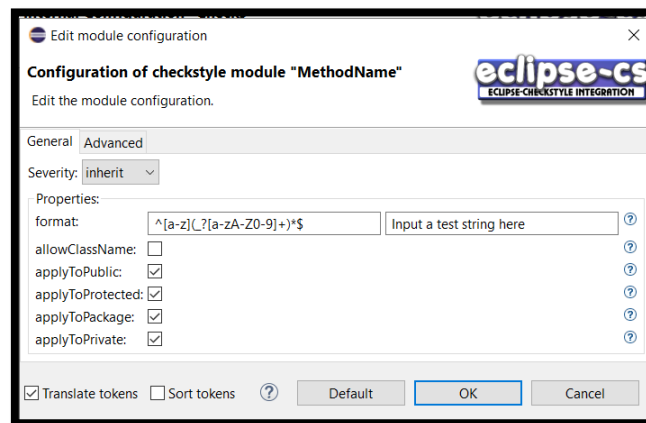 Edit module configuration
Configuration of checkstyle module "MethodName"
Edit the module configuration.
eclipse-cs
ECLIPSE-CHECKSTYLE INTEGRATION
General Advanced
Severity: inherit
Properties:
format: ^[a-z](_?[a-zA-Z0-9]+)*$ Input a test string here
allowClassName:
applyToPublic:
applyToProtected:
applyToPackage:
applyToPrivate:
Translate tokens Sort tokens Default OK Cancel